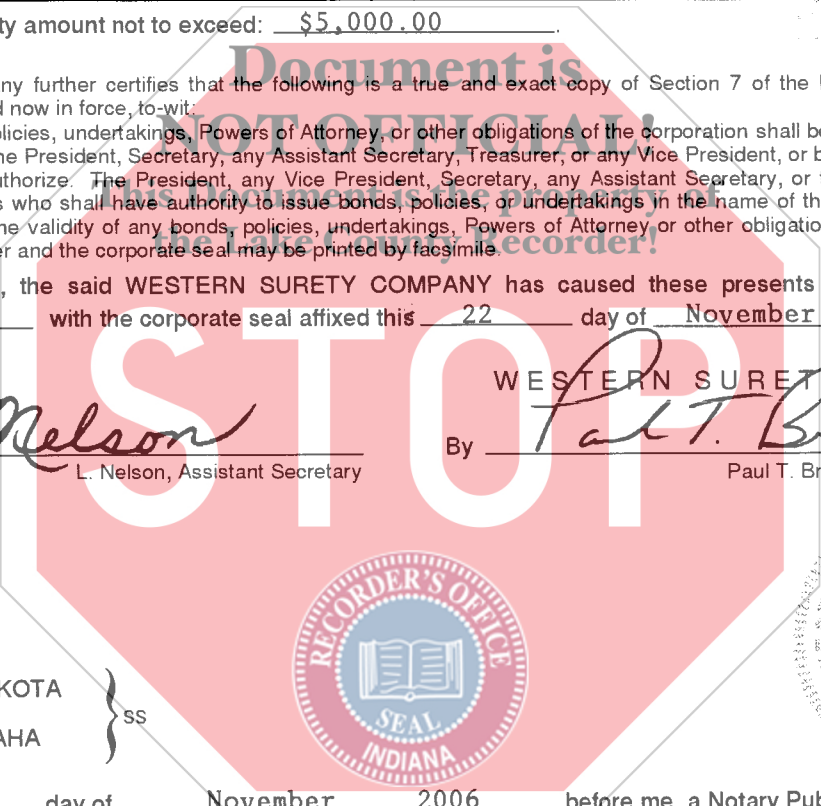 ty amount not to exceed: $5,000.00.
Document is
ny further certifies that the following is a true and exact copy of Section 7 of the
d now in force, to-wit:
NOT OFFICIAL!
licies, undertakings, Powers of Attorney, or other obligations of the corporation shall be
he President, Secretary, any Assistant Secretary, Treasurer, or any Vice President, or b
uthorize. The President, any Vice President, Secretary, any Assistant Secretary, or
This Document is the property of
s who shall have authority to issue bonds, policies, or undertakings in the name of th
he validity of any bonds, policies, undertakings, Powers of Attorney or other obligatio
the Lake County Recorder!
er and the corporate seal may be printed by facsimile.
, the said WESTERN SURETY COMPANY has caused these presents
with the corporate seal affixed this 22 day of November
STOP
WESTERN SURET
Nelson
By Paul T. B
L. Nelson, Assistant Secretary
Paul T. Br
RECORDER'S OFFICE
SEAL
INDIANA
KOTA
ss
AHA
day of November 2006 before me, a Notary Pub